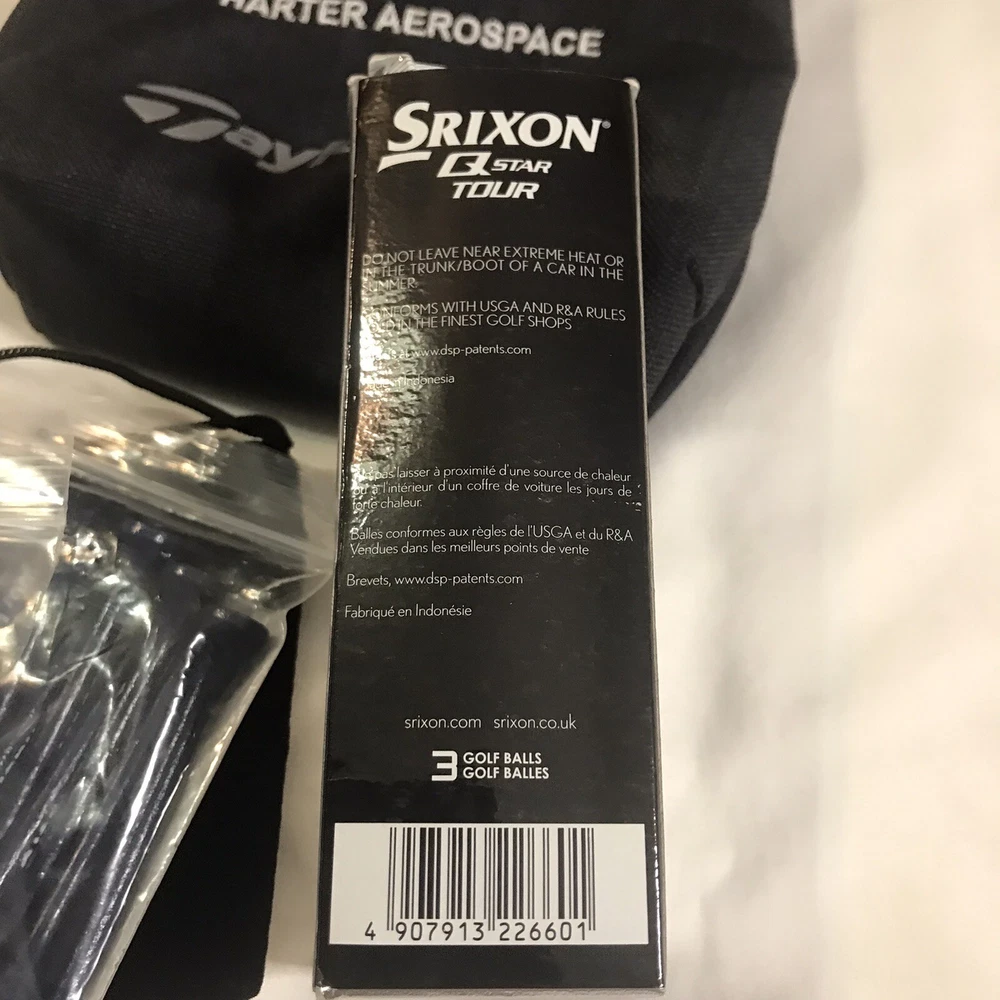 HARTER AEROSPACE
Tay
SRIXON®
Q STAR
TOUR
DO NOT LEAVE NEAR EXTREME HEAT OR
IN THE TRUNK/BOOT OF A CAR IN THE
SUMMER.
CONFORMS WITH USGA AND R&A RULES
IN THE FINEST GOLF SHOPS
www.dsp-patents.com
Indonesia
pas laisser à proximité d'une source de chaleur
ou à l'intérieur d'un coffre de voiture les jours de
forte chaleur.
Balles conformes aux règles de l'USGA et du R&A
Vendues dans les meilleurs points de vente
Brevets, www.dsp-patents.com
Fabriqué en Indonésie
srixon.com srixon.co.uk
3 GOLF BALLS
GOLF BALLES
4 907913 226601